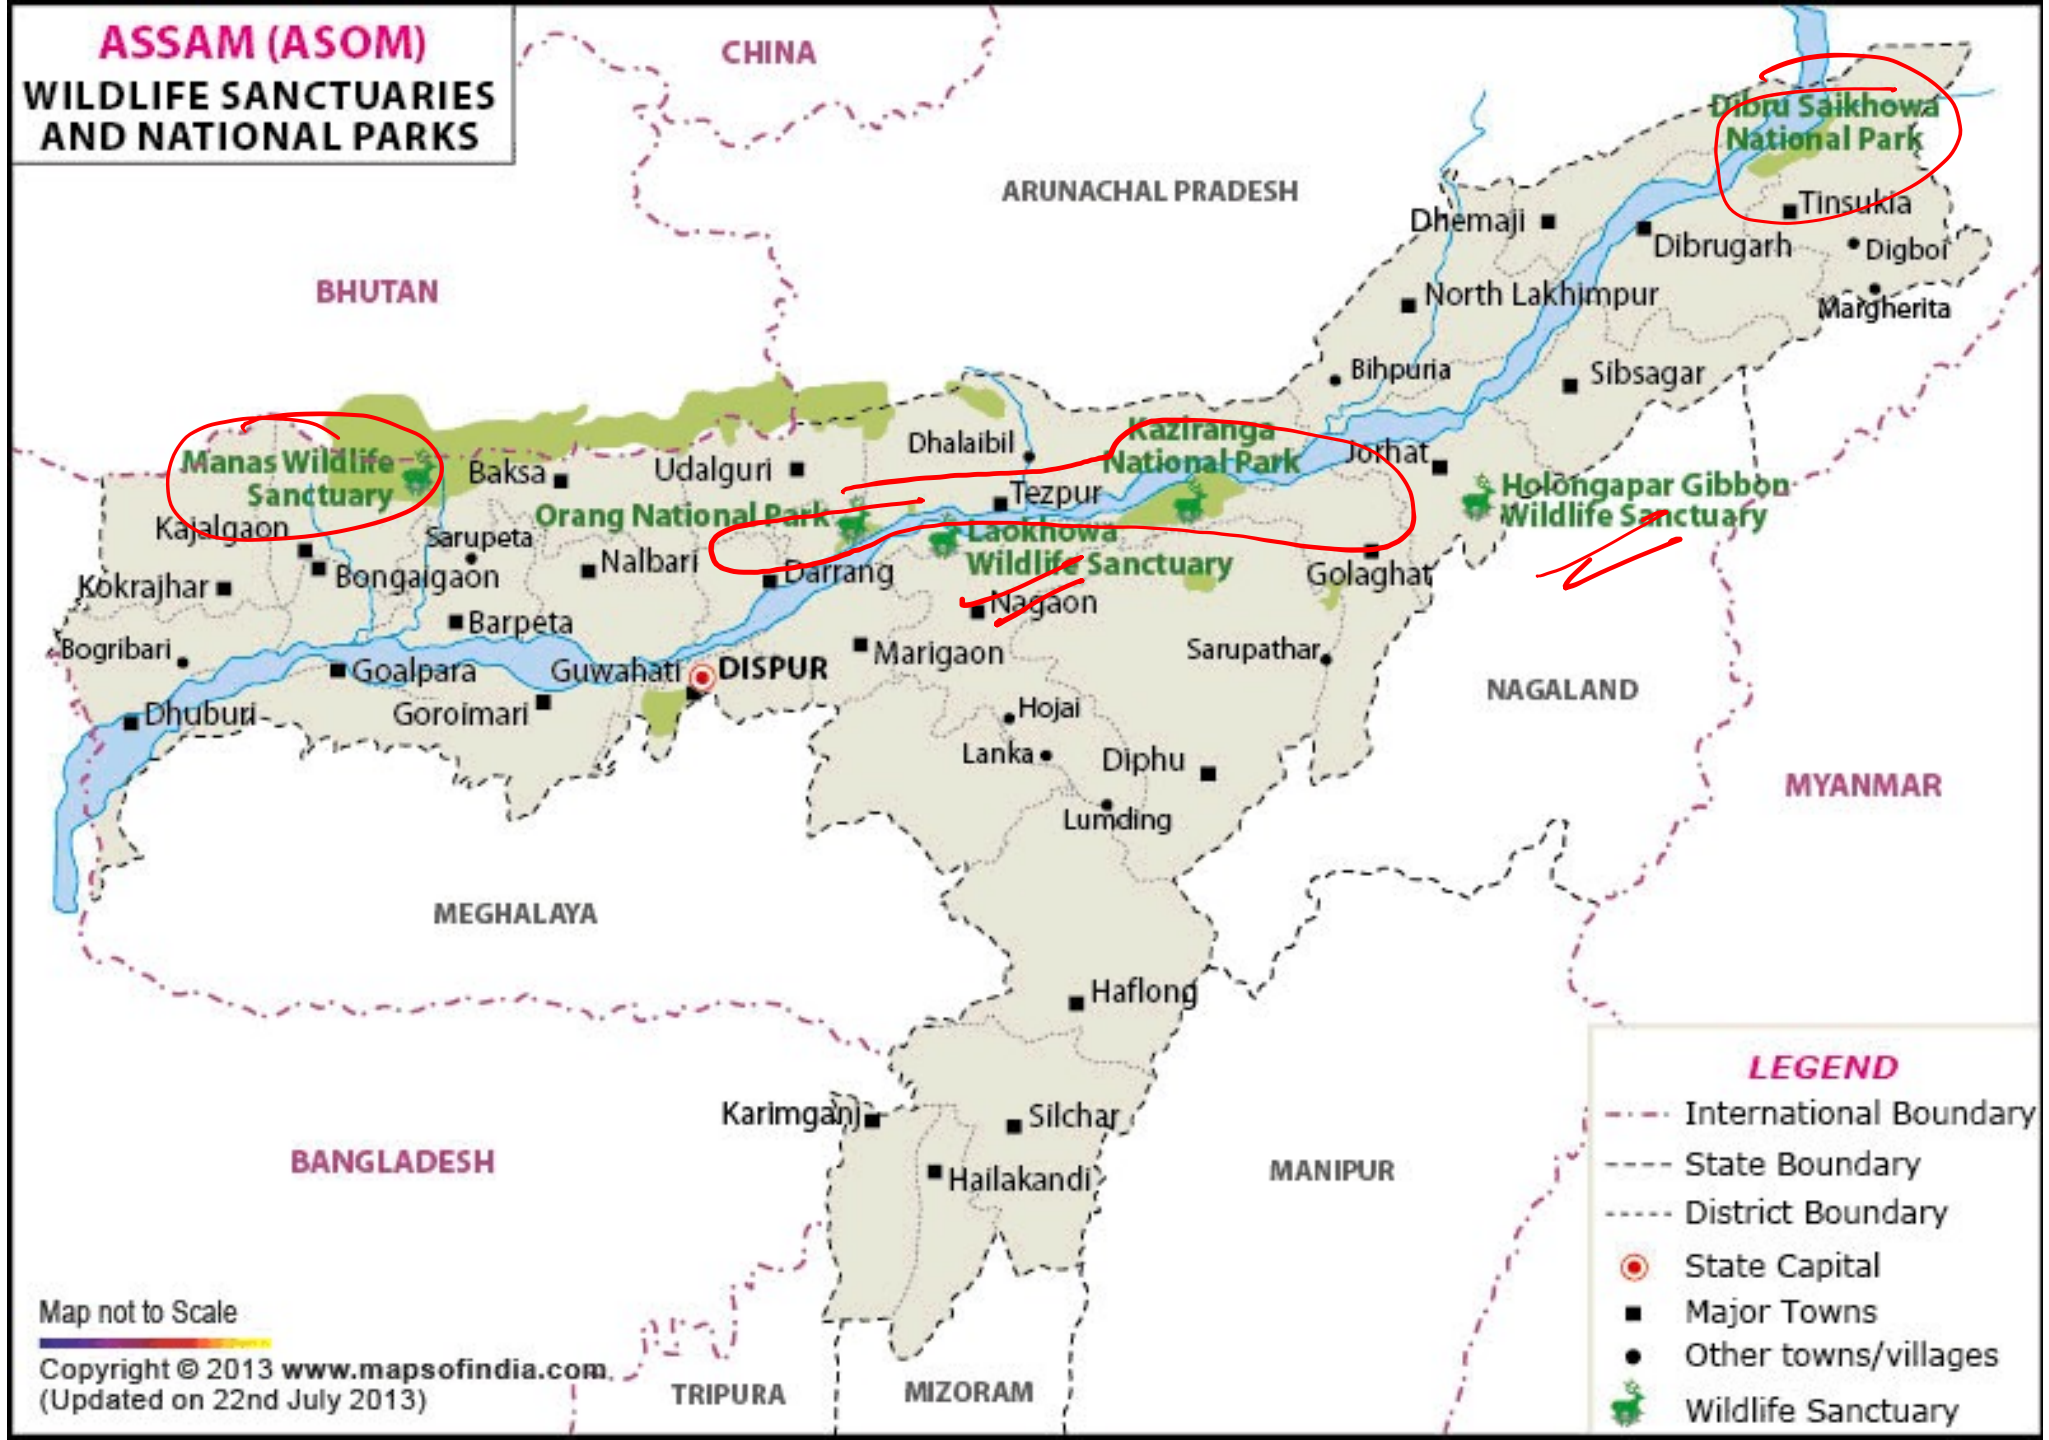 ASSAM (ASOM)
WILDLIFE SANCTUARIES
AND NATIONAL PARKS
CHINA
Dibru Saikhowa
National Park
ARUNACHAL PRADESH
Tinsukia
Dhemaji
Dibrugarh
Digboi
BHUTAN
North Lakhimpur
Margherita
Bihpuria
Sibsagar
Kaziranga
National Park
Dhalaibil
Jorhat
Manas Wildlife
Sanctuary
Baksa
Udalguri
Tezpur
Holongapar Gibbon
Wildlife Sanctuary
Orang National Park
Kajalgaon
Sarupeta
Laokhowa
Wildlife Sanctuary
Nalbari
Darrang
Golaghat
Bongaigaon
Kokrajhar
Nagaon
Barpeta
Bogribari
Marigaon
Sarupathar
Goalpara
Guwahati
DISPUR
NAGALAND
Dhuburi
Goroimari
Hojai
Lanka
Diphu
MYANMAR
Lumding
MEGHALAYA
Haflong
Karimganj
Silchar
BANGLADESH
Hailakandi
MANIPUR
TRIPURA
MIZORAM
Map not to Scale
Copyright © 2013 www.mapsofindia.com
(Updated on 22nd July 2013)
LEGEND
International Boundary
State Boundary
District Boundary
State Capital
Major Towns
Other towns/villages
Wildlife Sanctuary